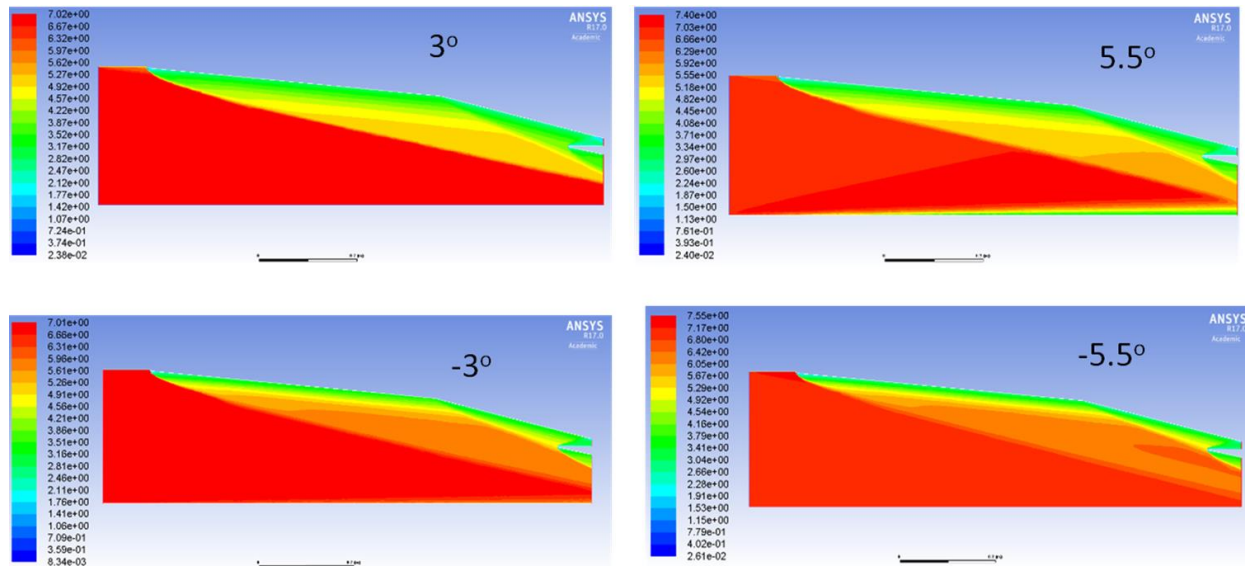 7.02e+00
6.67e+00
6.32e+00
5.97e+00
5.62e+00
5.27e+00
4.92e+00
4.57e+00
4.22e+00
3.87e+00
3.52e+00
3.17e+00
2.82e+00
2.47e+00
2.12e+00
1.77e+00
1.42e+00
1.07e+00
7.24e-01
3.74e-01
2.38e-02
3°
ANSYS
R17.0
Academic
7.40e+00
7.03e+00
6.66e+00
6.29e+00
5.92e+00
5.55e+00
5.18e+00
4.82e+00
4.45e+00
4.08e+00
3.71e+00
3.34e+00
2.97e+00
2.60e+00
2.24e+00
1.87e+00
1.50e+00
1.13e+00
7.61e-01
3.93e-01
2.40e-02
5.5°
ANSYS
R17.0
Academic
7.01e+00
6.66e+00
6.31e+00
5.96e+00
5.61e+00
5.26e+00
4.91e+00
4.56e+00
4.21e+00
3.86e+00
3.51e+00
3.16e+00
2.81e+00
2.46e+00
2.11e+00
1.76e+00
1.41e+00
1.06e+00
7.09e-01
3.59e-01
8.34e-03
-3°
ANSYS
R17.0
Academic
7.55e+00
7.17e+00
6.80e+00
6.42e+00
6.05e+00
5.67e+00
5.29e+00
4.92e+00
4.54e+00
4.16e+00
3.79e+00
3.41e+00
3.04e+00
2.66e+00
2.28e+00
1.91e+00
1.53e+00
1.15e+00
7.79e-01
4.02e-01
2.61e-02
-5.5°
ANSYS
R17.0
Academic